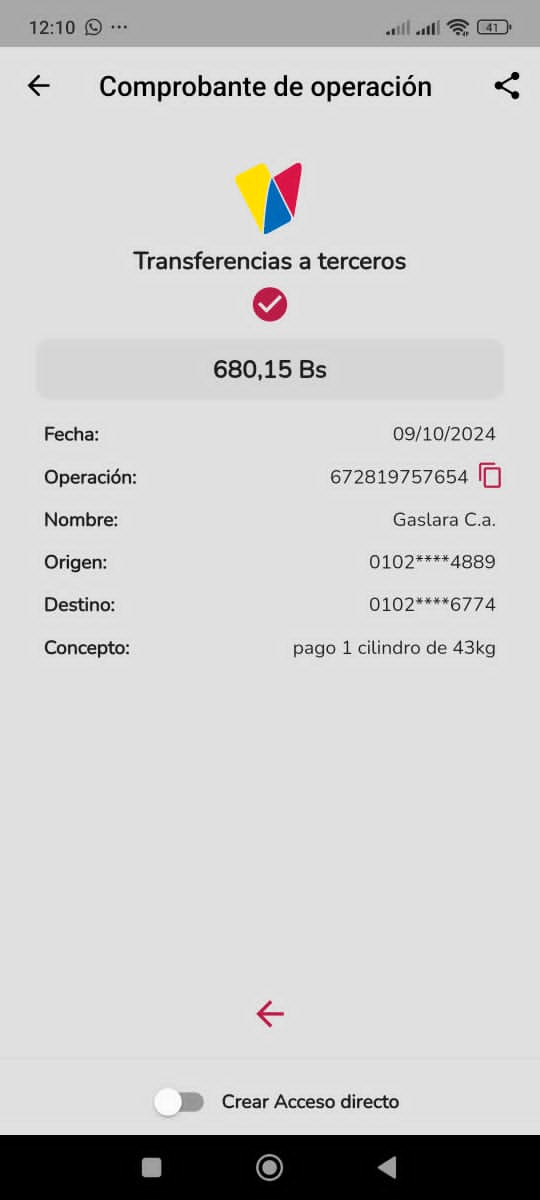 12:10 ...
41
Comprobante de operación
Transferencias a terceros
680,15 Bs
Fecha: 09/10/2024
Operación: 672819757654
Nombre: Gaslara C.a.
Origen: 0102****4889
Destino: 0102****6774
Concepto: pago 1 cilindro de 43kg
Crear Acceso directo